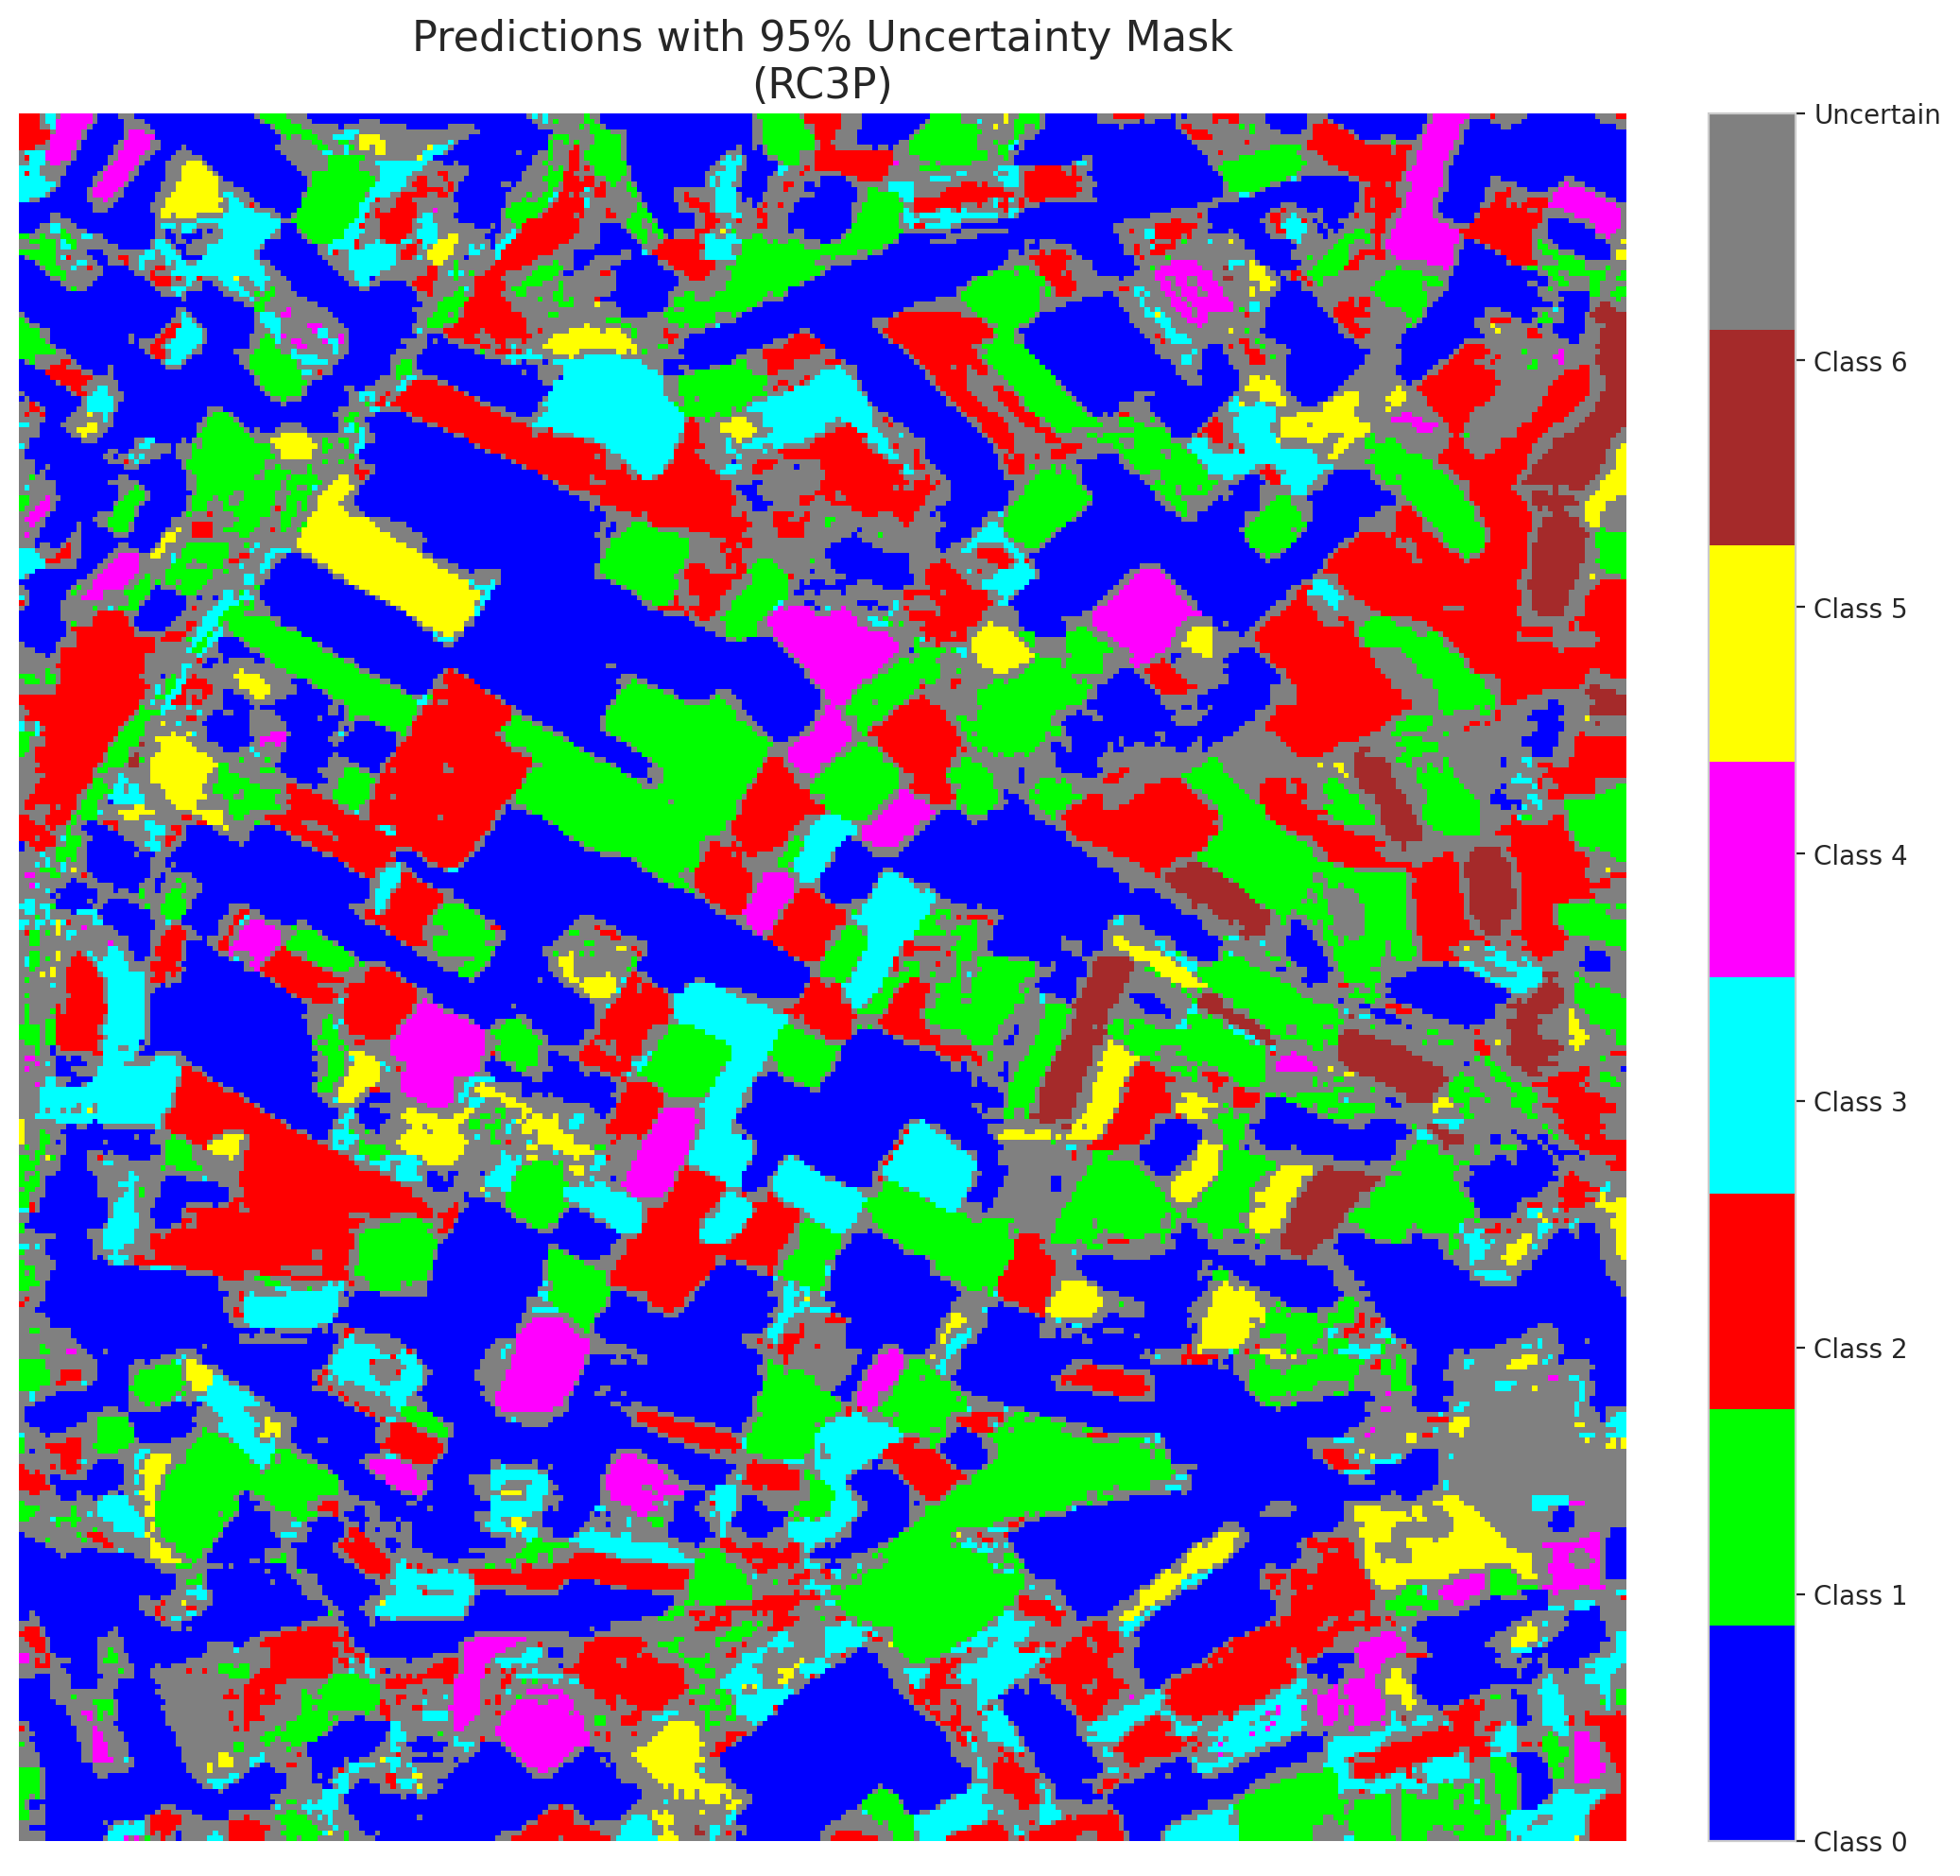 Predictions with 95% Uncertainty Mask
(RC3P)
Uncertain
Class 6
Class 5
Class 4
Class 3
Class 2
Class 1
Class 0